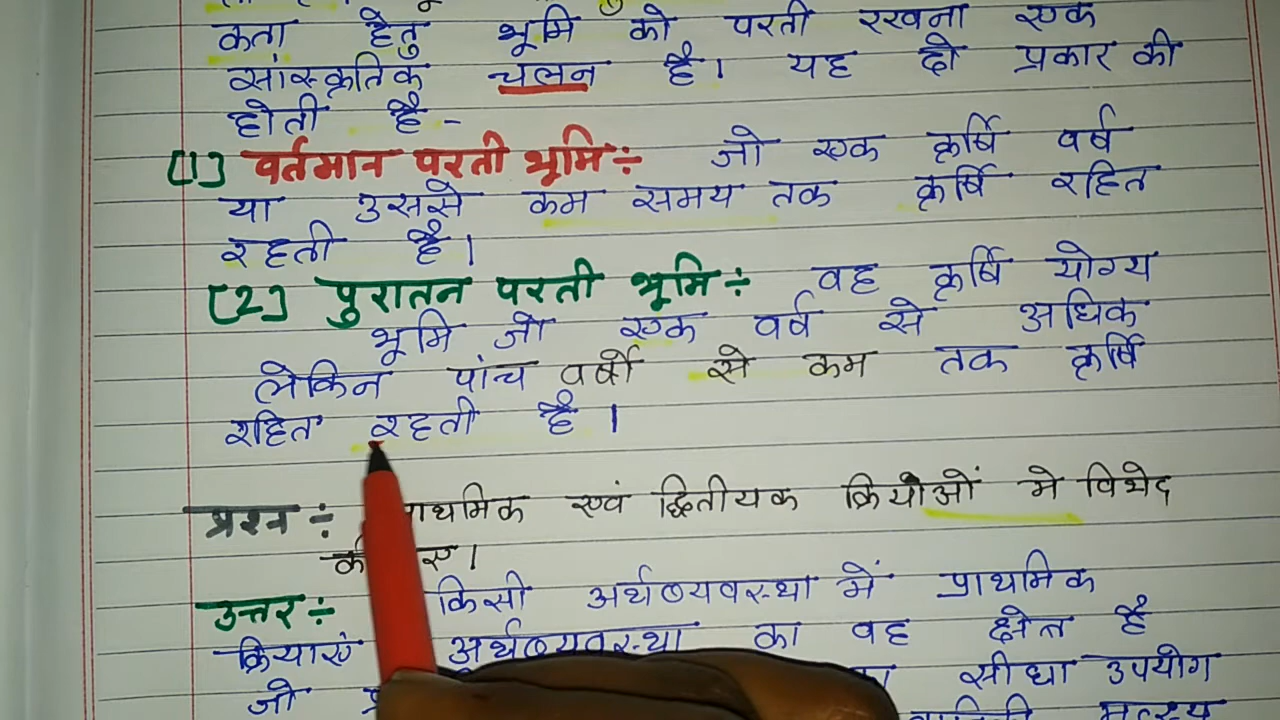 कता हेतु भूमि को परती रखना एक
सांस्कृतिक चलन है। यह दो प्रकार की
होती है -
[1] वर्तमान परती भूमि ÷ जो एक कृर्षि वर्ष
या उससे कम समय तक कृर्षि रहित
रहती है।
[2] पुरातन परती भूमि ÷ वह कृर्षि योग्य
भूमि जो एक वर्ष से अधिक
लेकिन पांच वर्षो से कम तक कृर्षि
रहित रहती है।
प्रश्न ÷ एवं द्वितीयक क्रियाओं मे विभेद
उत्तर ÷ किसी अर्थव्यवस्था में प्राथमिक
क्रियाएं अर्थव्यवस्था का वह क्षेत्र है
जो सीधा उपयोग